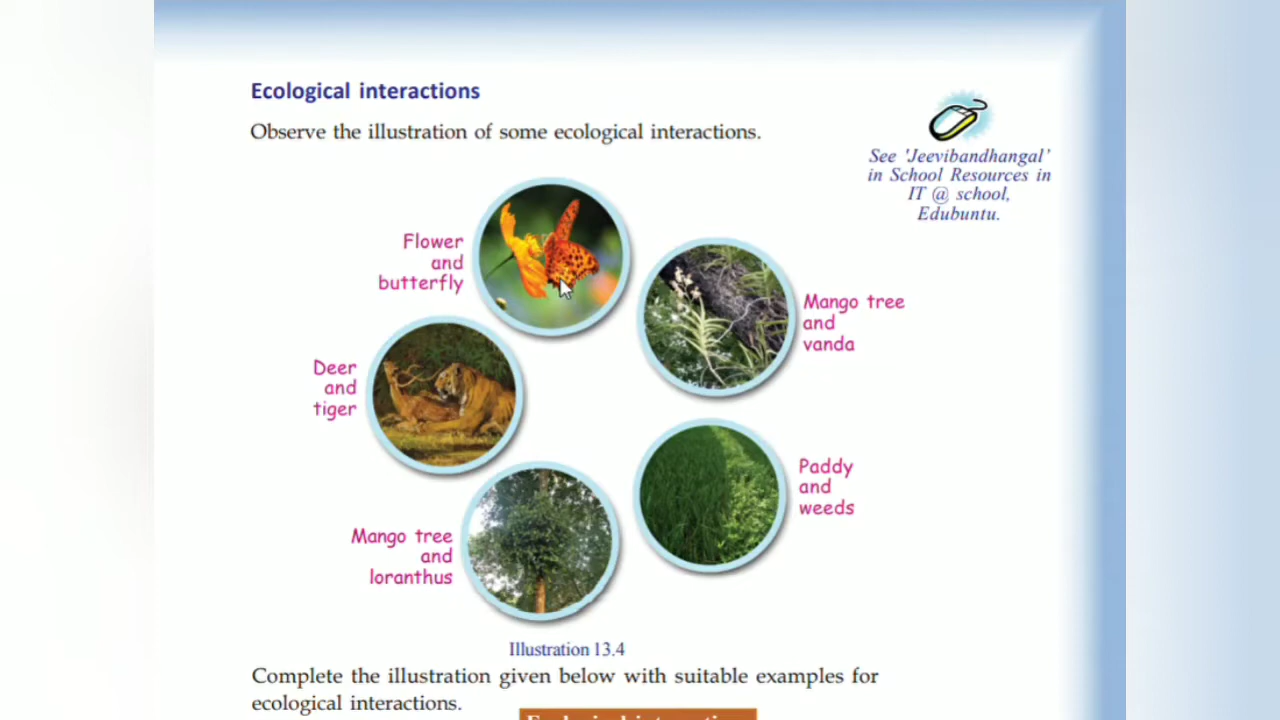 Ecological interactions
Observe the illustration of some ecological interactions.
See 'Jeevibandhangal'
in School Resources in
IT @ school,
Edubuntu.
Flower
and
butterfly
Mango tree
and
vanda
Deer
and
tiger
Paddy
and
weeds
Mango tree
and
loranthus
Illustration 13.4
Complete the illustration given below with suitable examples for
ecological interactions.